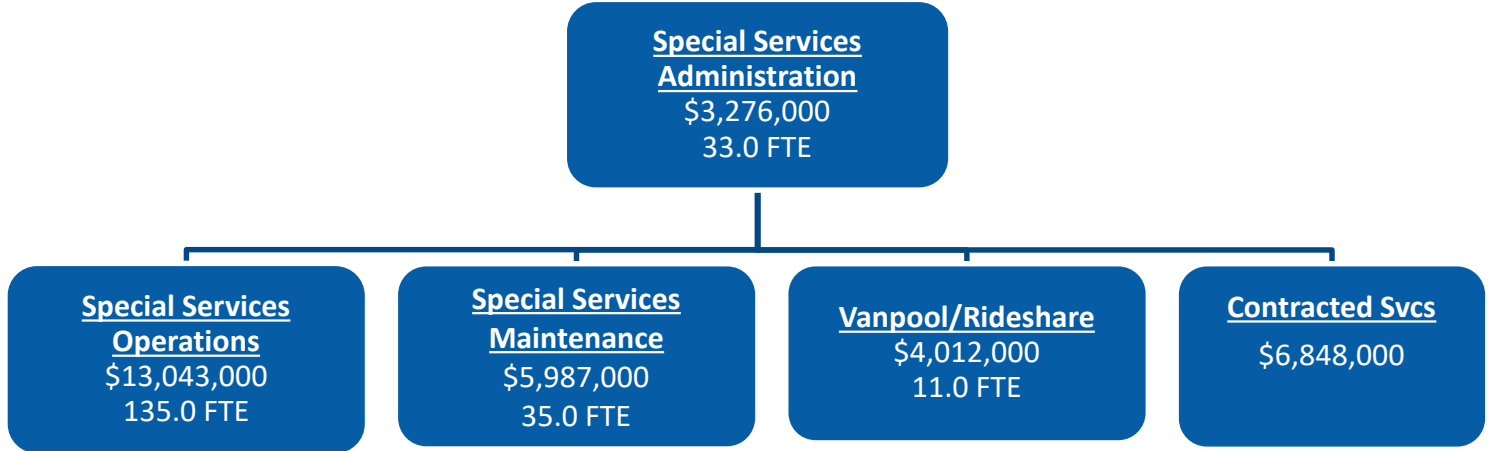 Special Services
Administration
$3,276,000
33.0 FTE
Special Services
Operations
$13,043,000
135.0 FTE
Special Services
Maintenance
$5,987,000
35.0 FTE
Vanpool/Rideshare
$4,012,000
11.0 FTE
Contracted Svcs
$6,848,000